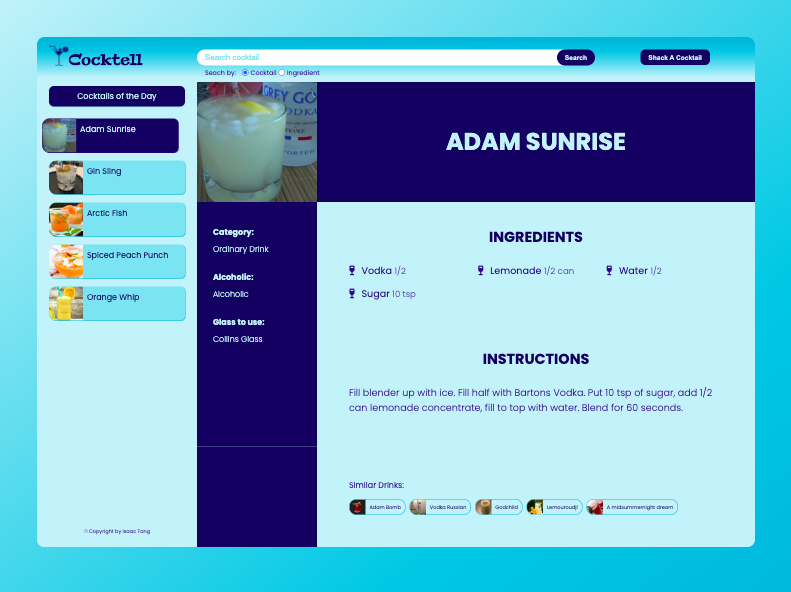 Cocktell
Search cocktail
Search
Shack A Cocktail
Seach by: Cocktail Ingredient
Cocktails of the Day
Adam Sunrise
Gin Sling
Arctic Fish
Spiced Peach Punch
Orange Whip
© Copyright by Isaac Tong
GREY GO
VODKA
FRANCE
ADAM SUNRISE
Category:
Ordinary Drink
Alcoholic:
Alcoholic
Glass to use:
Collins Glass
INGREDIENTS
Vodka 1/2
Lemonade 1/2 can
Water 1/2
Sugar 10 tsp
INSTRUCTIONS
Fill blender up with ice. Fill half with Bartons Vodka. Put 10 tsp of sugar, add 1/2
can lemonade concentrate, fill to top with water. Blend for 60 seconds.
Similar Drinks:
Adam Bomb
Vodka Russian
Godchild
Lemouroudji
A midsummernight dream